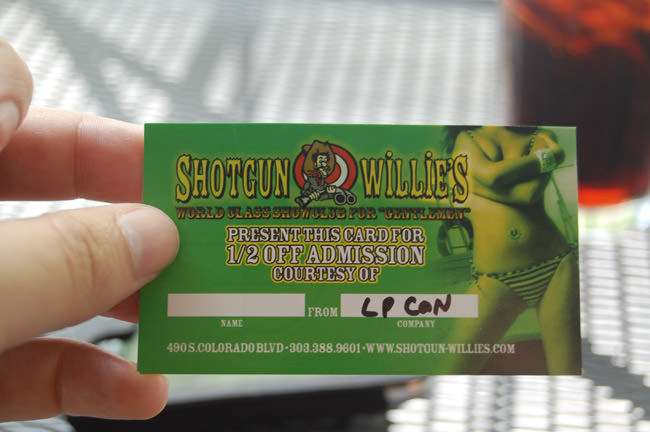 SHOTGUN WILLIE'S
WORLD CLASS SHOWCLUB FOR "GENTLEMEN"
PRESENT THIS CARD FOR
1/2 OFF ADMISSION
COURTESY OF
FROM LP CON
NAME COMPANY
490 S. COLORADO BLVD • 303.388.9601 • WWW.SHOTGUN-WILLIES.COM